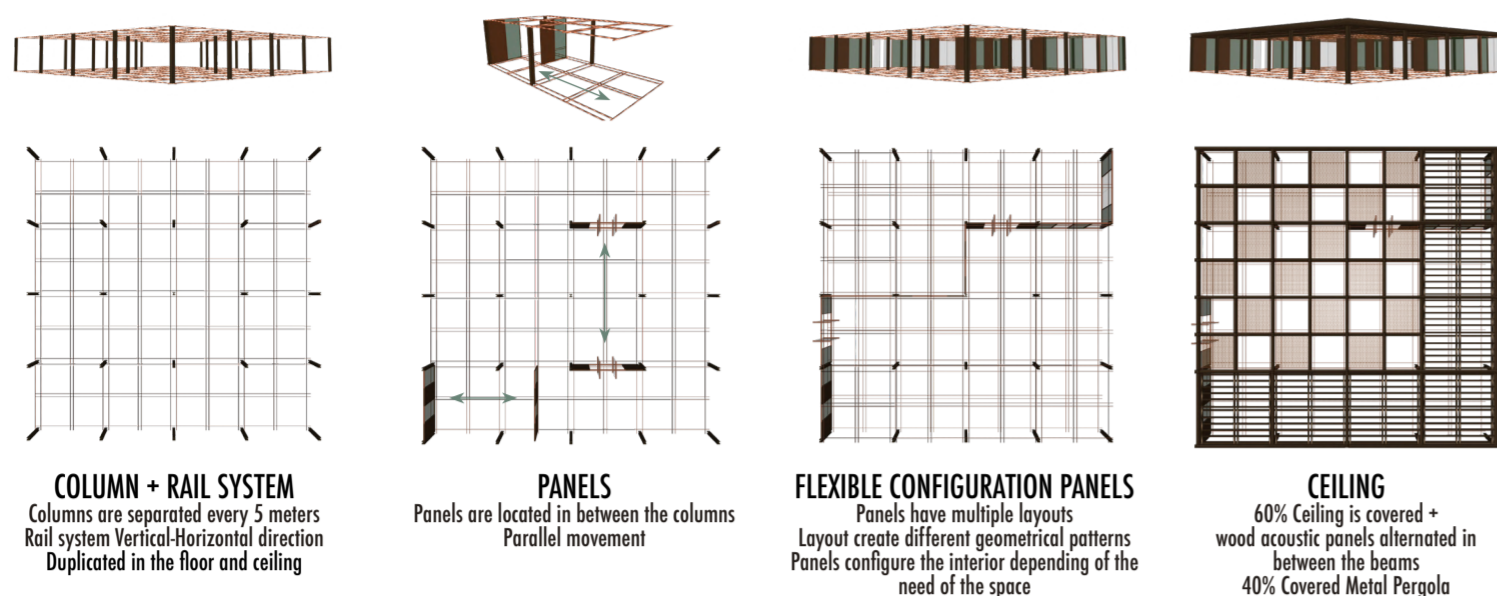 COLUMN + RAIL SYSTEM
Columns are separated every 5 meters
Rail system Vertical-Horizontal direction
Duplicated in the floor and ceiling
PANELS
Panels are located in between the columns
Parallel movement
FLEXIBLE CONFIGURATION PANELS
Panels have multiple layouts
Layout create different geometrical patterns
Panels configure the interior depending of the
need of the space
CEILING
60% Ceiling is covered +
wood acoustic panels alternated in
between the beams
40% Covered Metal Pergola